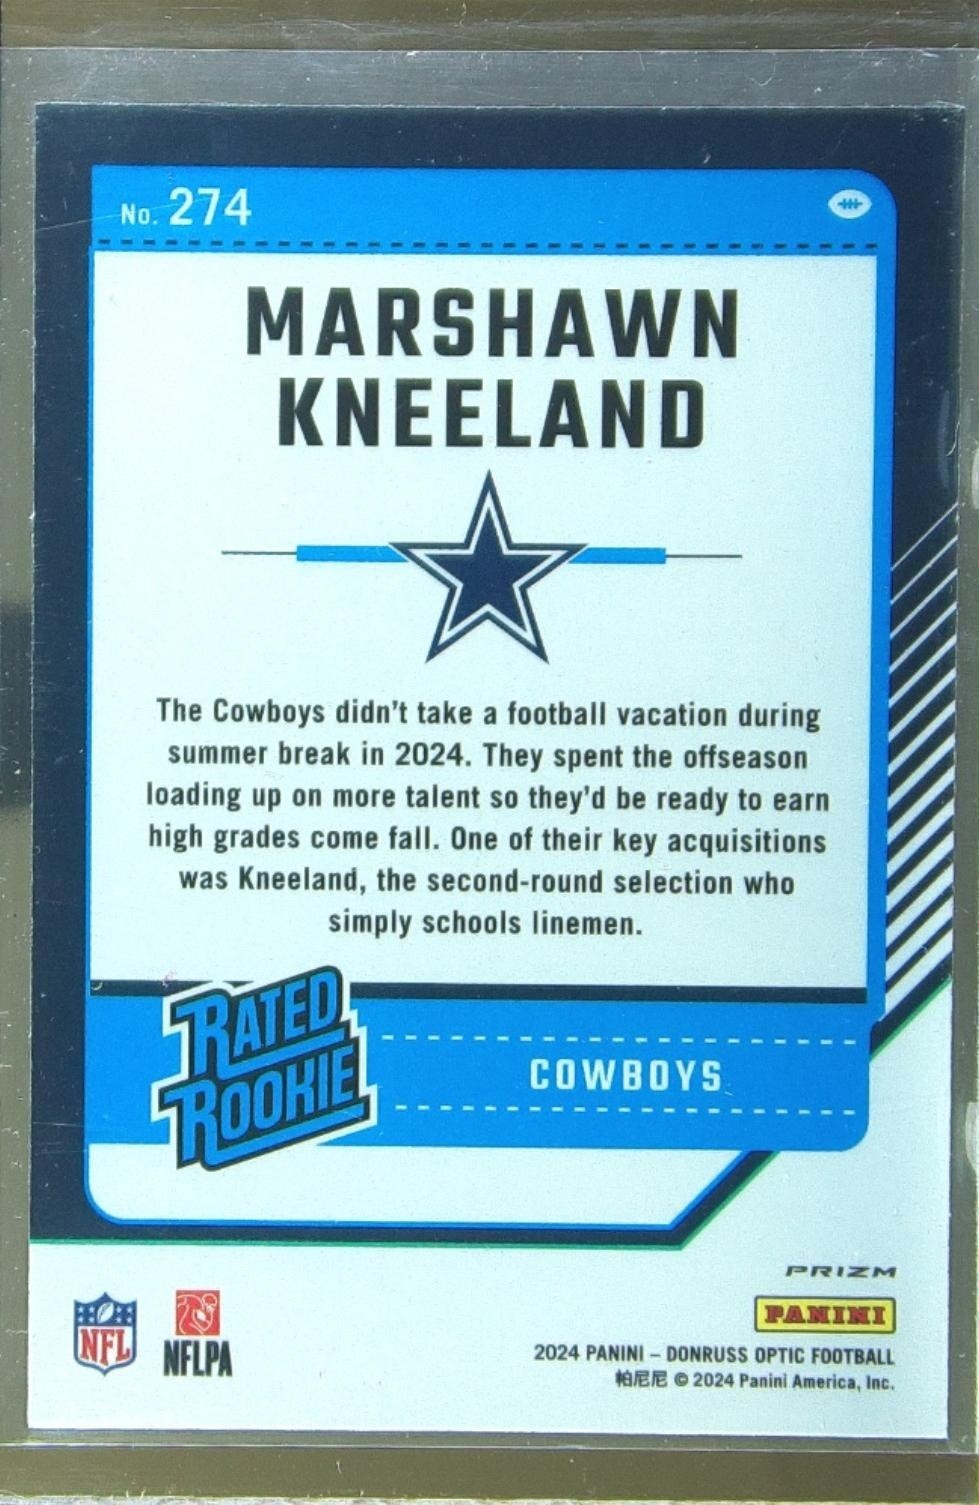 No. 274
MARSHAWN
KNEELAND
The Cowboys didn't take a football vacation during
summer break in 2024. They spent the offseason
loading up on more talent so they'd be ready to earn
high grades come fall. One of their key acquisitions
was Kneeland, the second-round selection who
simply schools linemen.
RATED
ROOKIE
COWBOYS
PRIZM
PANINI
NFL
NFLPA
2024 PANINI – DONRUSS OPTIC FOOTBALL
帕尼尼 © 2024 Panini America, Inc.